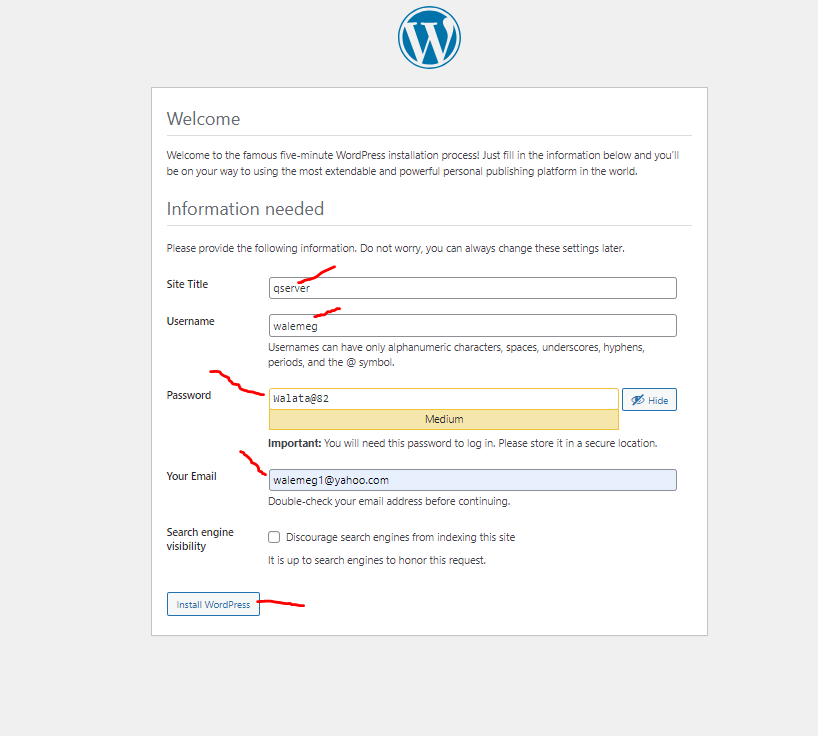 Welcome
Welcome to the famous five-minute WordPress installation process! Just fill in the information below and you'll
be on your way to using the most extendable and powerful personal publishing platform in the world.
Information needed
Please provide the following information. Do not worry, you can always change these settings later.
Site Title
qserver
Username
walemeg
Usernames can have only alphanumeric characters, spaces, underscores, hyphens,
periods, and the @ symbol.
Password
Walata@82
Hide
Medium
Important: You will need this password to log in. Please store it in a secure location.
Your Email
walemeg1@yahoo.com
Double-check your email address before continuing.
Search engine
visibility
Discourage search engines from indexing this site
It is up to search engines to honor this request.
Install WordPress